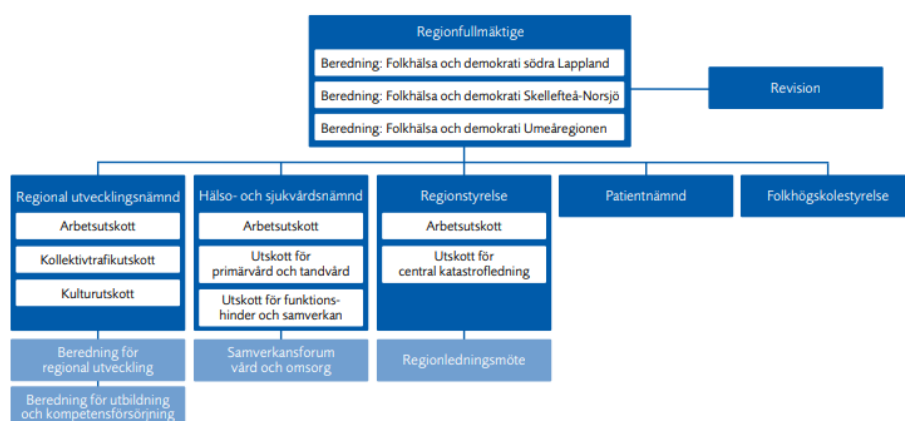 Regionfullmäktige
Beredning: Folkhälsa och demokrati södra Lappland
Beredning: Folkhälsa och demokrati Skellefteå-Norsjö
Beredning: Folkhälsa och demokrati Umeåregionen
Revision
Regional utvecklingsnämnd
Arbetsutskott
Kollektivtrafikutskott
Kulturutskott
Beredning för
regional utveckling
Beredning för utbildning
och kompetensförsörjning
Hälso- och sjukvårdsnämnd
Arbetsutskott
Utskott för
primärvård och tandvård
Utskott för funktions-
hinder och samverkan
Samverkansforum
vård och omsorg
Regionstyrelse
Arbetsutskott
Utskott för
central katastrofledning
Regionledningsmöte
Patientnämnd
Folkhögskolestyrelse